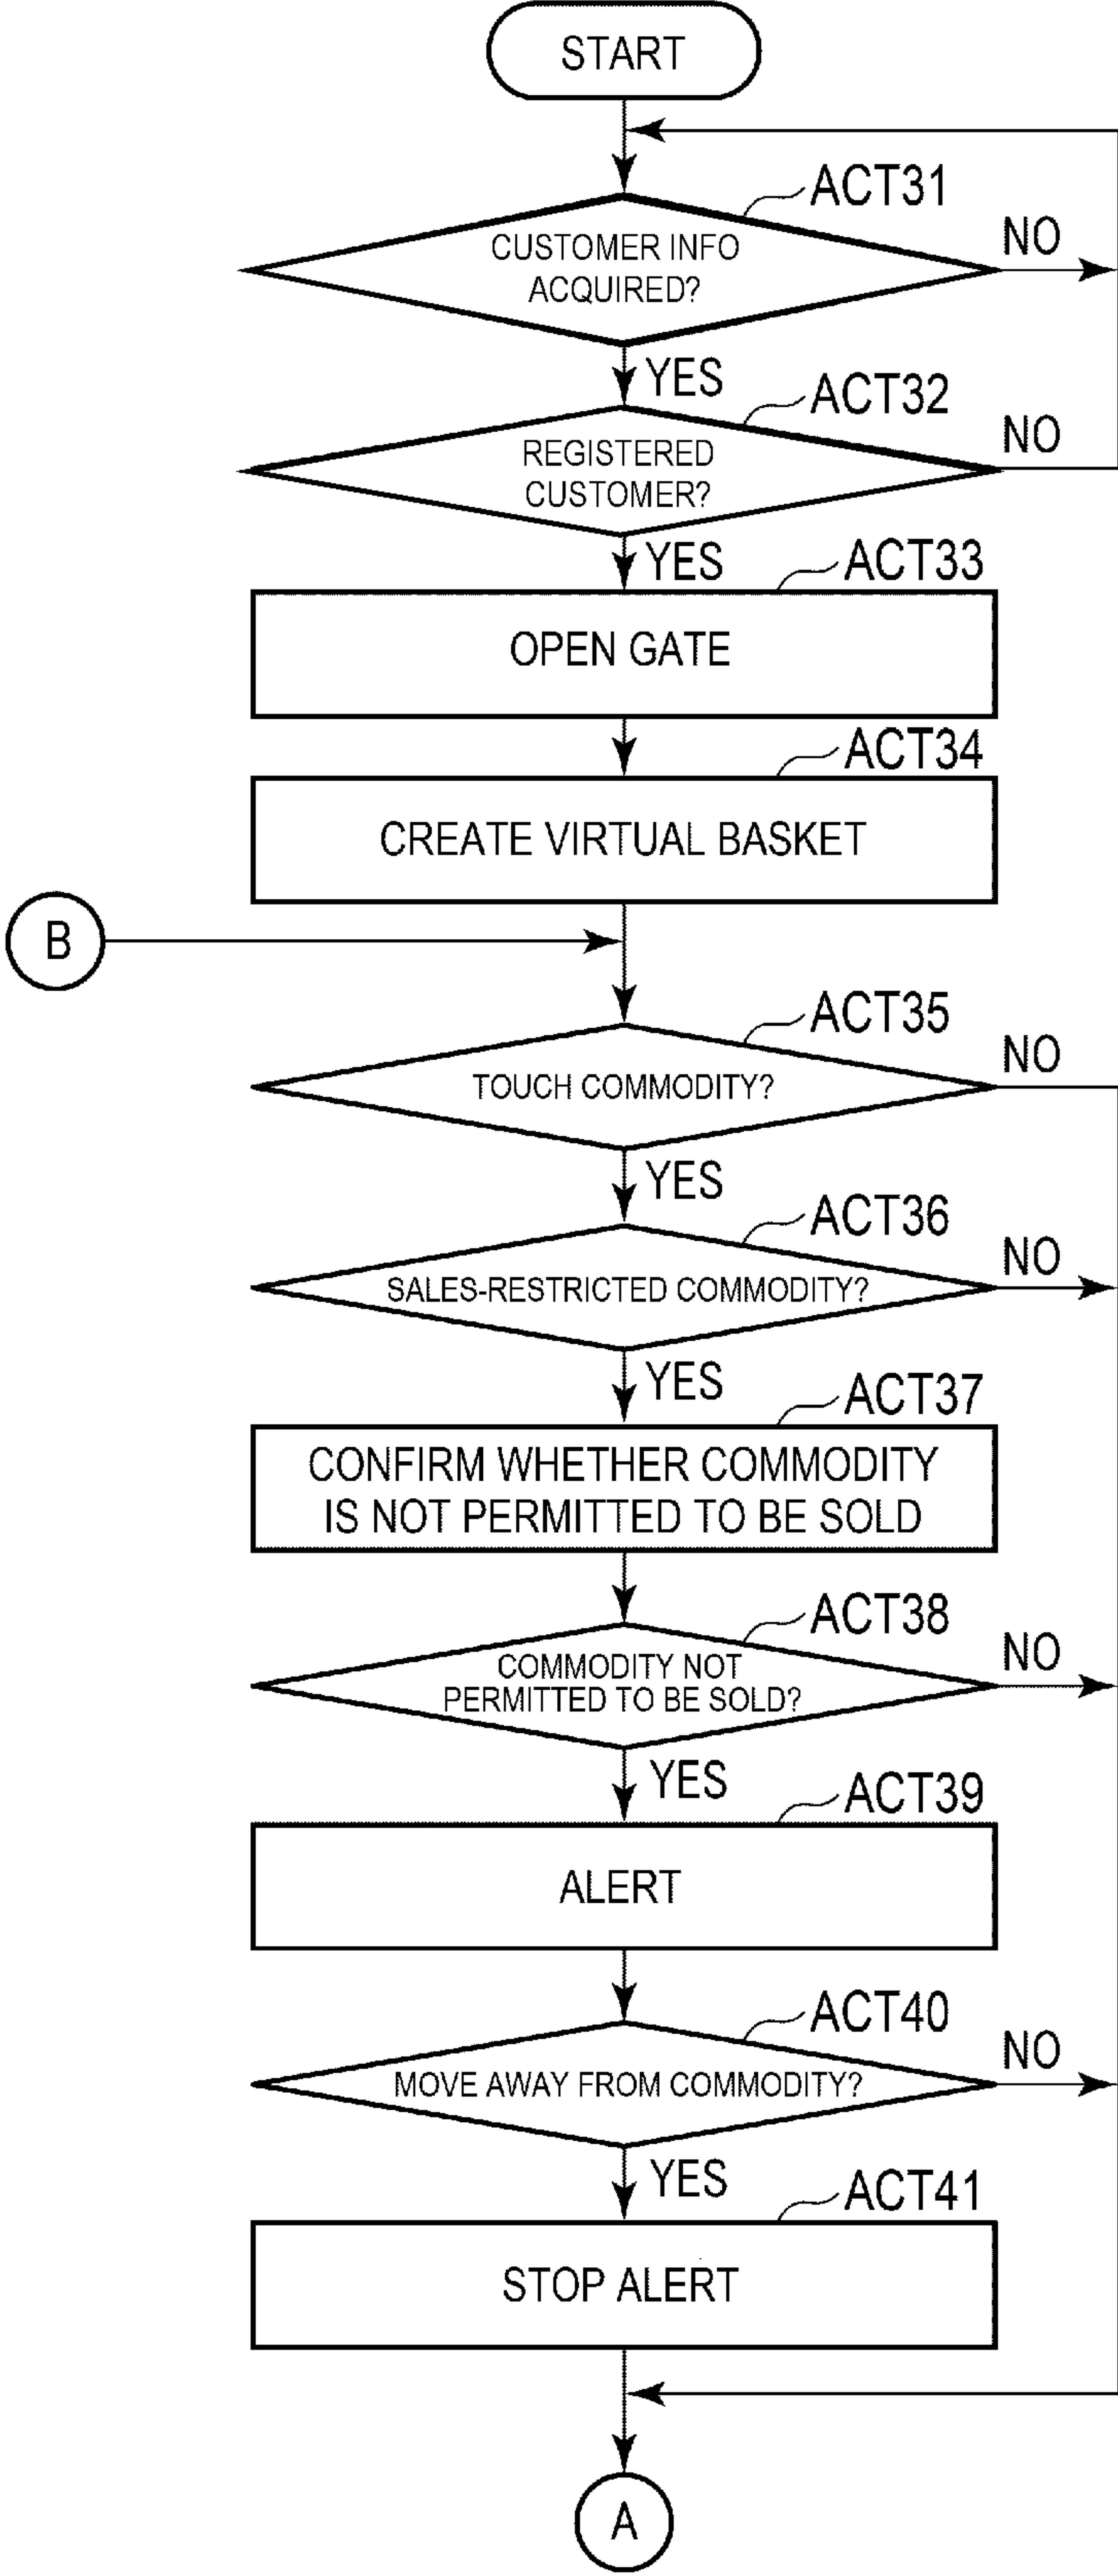 START
ACT31
CUSTOMER INFO
ACQUIRED?
NO
YES
ACT32
REGISTERED
CUSTOMER?
NO
YES
ACT33
OPEN GATE
ACT34
CREATE VIRTUAL BASKET
B
ACT35
TOUCH COMMODITY?
NO
YES
ACT36
SALES-RESTRICTED COMMODITY?
NO
YES
ACT37
CONFIRM WHETHER COMMODITY
IS NOT PERMITTED TO BE SOLD
ACT38
COMMODITY NOT
PERMITTED TO BE SOLD?
NO
YES
ACT39
ALERT
ACT40
MOVE AWAY FROM COMMODITY?
NO
YES
ACT41
STOP ALERT
A